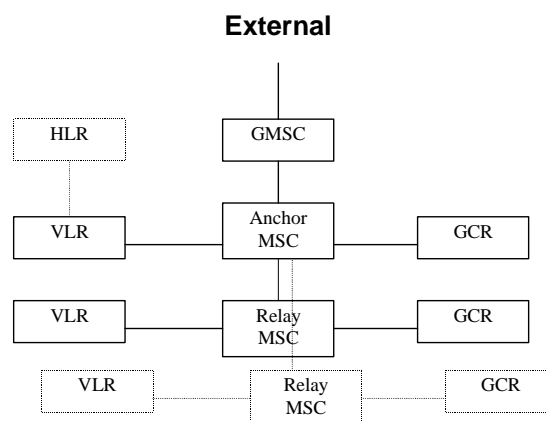 External
HLR
GMSC
VLR
Anchor
MSC
GCR
VLR
Relay
MSC
GCR
VLR
Relay
MSC
GCR